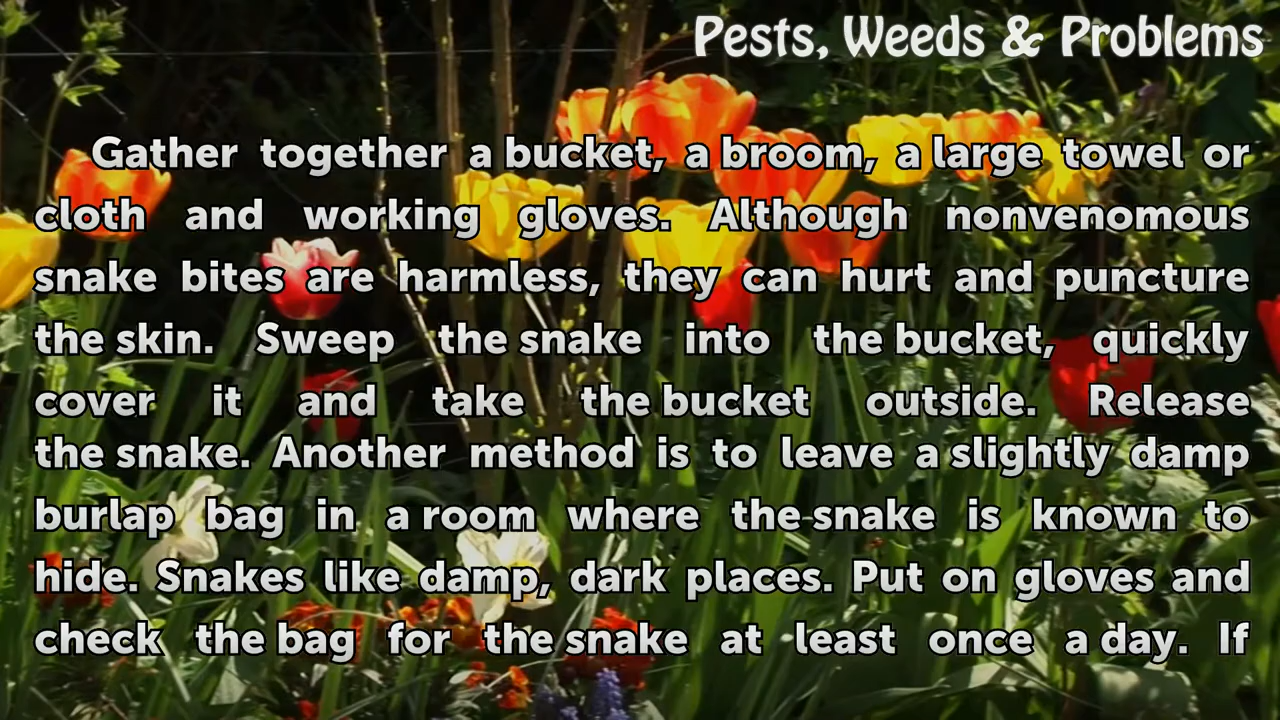 Pests, Weeds & Problems
Gather together a bucket, a broom, a large towel or
cloth and working gloves. Although nonvenomous
snake bites are harmless, they can hurt and puncture
the skin. Sweep the snake into the bucket, quickly
cover it and take the bucket outside. Release
the snake. Another method is to leave a slightly damp
burlap bag in a room where the snake is known to
hide. Snakes like damp, dark places. Put on gloves and
check the bag for the snake at least once a day. If